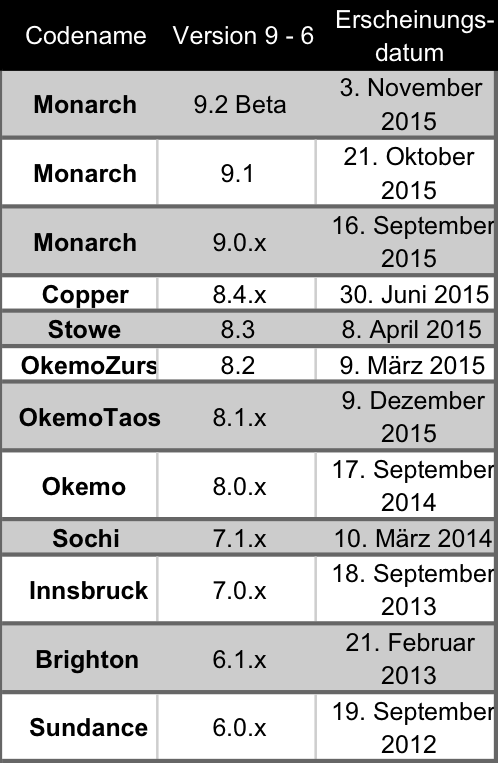 Codename Version 9 - 6 Erscheinungs-
datum
Monarch 9.2 Beta 3. November
2015
Monarch 9.1 21. Oktober
2015
Monarch 9.0.x 16. September
2015
Copper 8.4.x 30. Juni 2015
Stowe 8.3 8. April 2015
OkemoZurs 8.2 9. März 2015
OkemoTaos 8.1.x 9. Dezember
2015
Okemo 8.0.x 17. September
2014
Sochi 7.1.x 10. März 2014
Innsbruck 7.0.x 18. September
2013
Brighton 6.1.x 21. Februar
2013
Sundance 6.0.x 19. September
2012